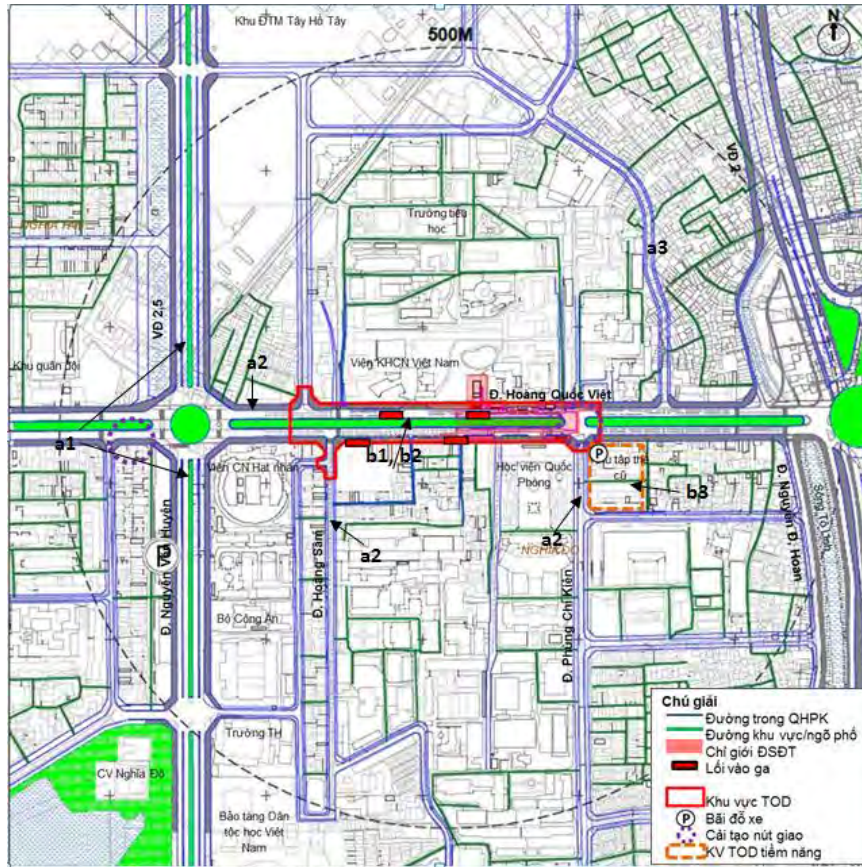 Khu ĐTM Tây Hồ Tây
500M
N
VĐ 2
Trường tiểu
học
a3
VĐ 2,5
Khu quân đội
a2
Viện KHCN Việt Nam
Đ. Hoàng Quốc Việt
a1
b1 / b2
P
Viện CN Hạt nhân
Học viện Quốc
Phòng
tập thể
cũ
b3
a2
a2
NGHĨA ĐÔ
Đ. Nguyễn Văn Huyên
Đ. Hoàng Sâm
Đ. Phùng Chí Kiên
Đ. Nguyễn Đ. Hoàn
Sông Tô Lịch
Bộ Công An
Trường TH
CV Nghĩa Đô
Bảo tàng Dân
tộc học Việt
Nam
Chú giải
Đường trong QHPK
Đường khu vực/ngõ phố
Chỉ giới ĐSĐT
Lối vào ga
Khu vực TOD
P Bãi đỗ xe
Cải tạo nút giao
KV TOD tiềm năng